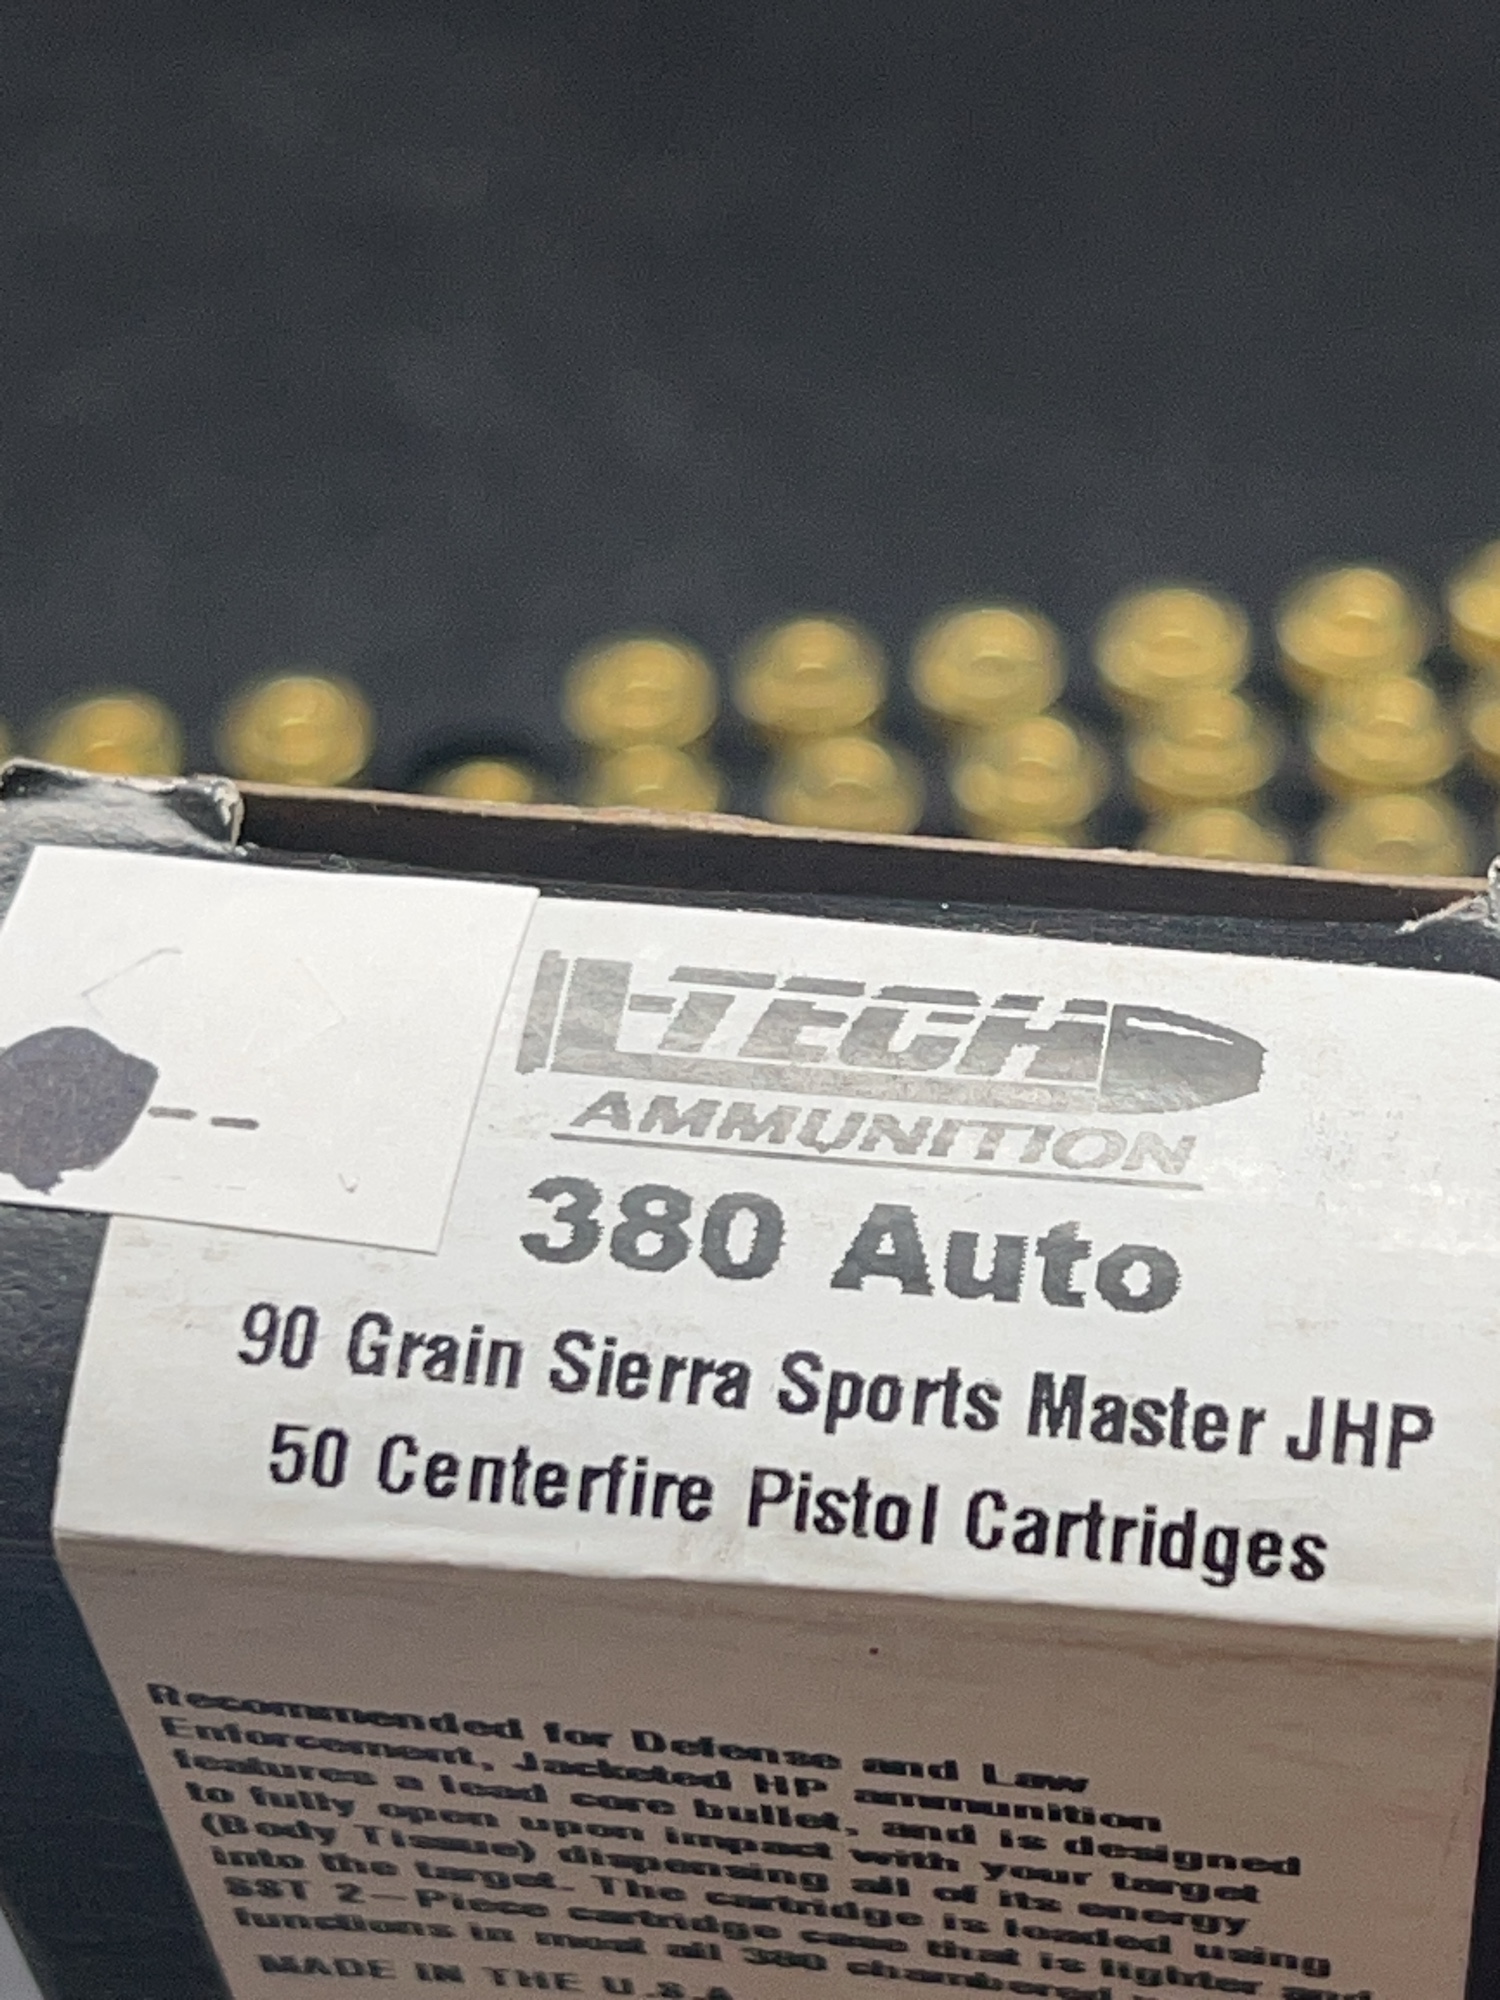 L-TECH
AMMUNITION
380 Auto
90 Grain Sierra Sports Master JHP
50 Centerfire Pistol Cartridges
Recommended for Defense and Law
Enforcement, Jacketed HP ammunition
features a lead core bullet, and is designed
to fully open upon impact with your target
(Body Tissue) dispensing all of its energy
into the target. The cartridge is loaded using
SST 2-Piece cartridge case that is lighter and
functions in most all 380 chambered
MADE IN THE U.S.A